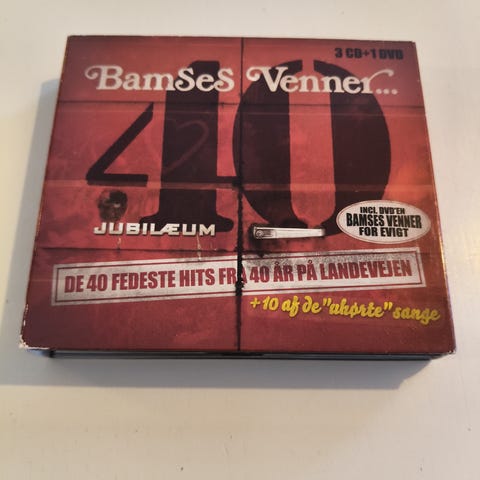 3 CD+1 DVD
Bamses Venner...
40
JUBILÆUM
INCL. DVD'EN
BAMSES VENNER
FOR EVIGT
DE 40 FEDESTE HITS FRA 40 ÅR PÅ LANDEVEJEN
+10 af de "uhørte" sange